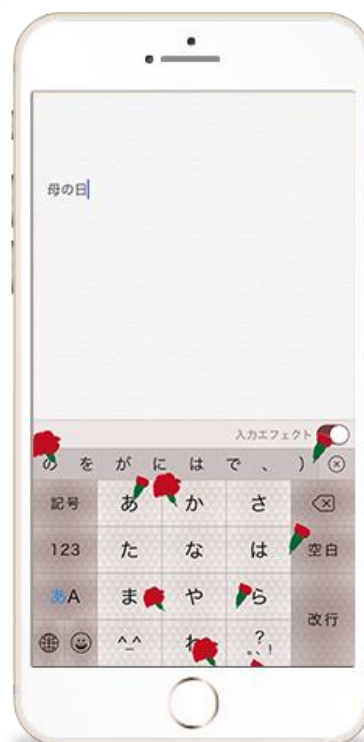 母の日
入力エフェクト
の を が に は で 、 )
記号 あ か さ
123 た な は 空白
あA ま や ら 改行
^_^ わ 。、?!